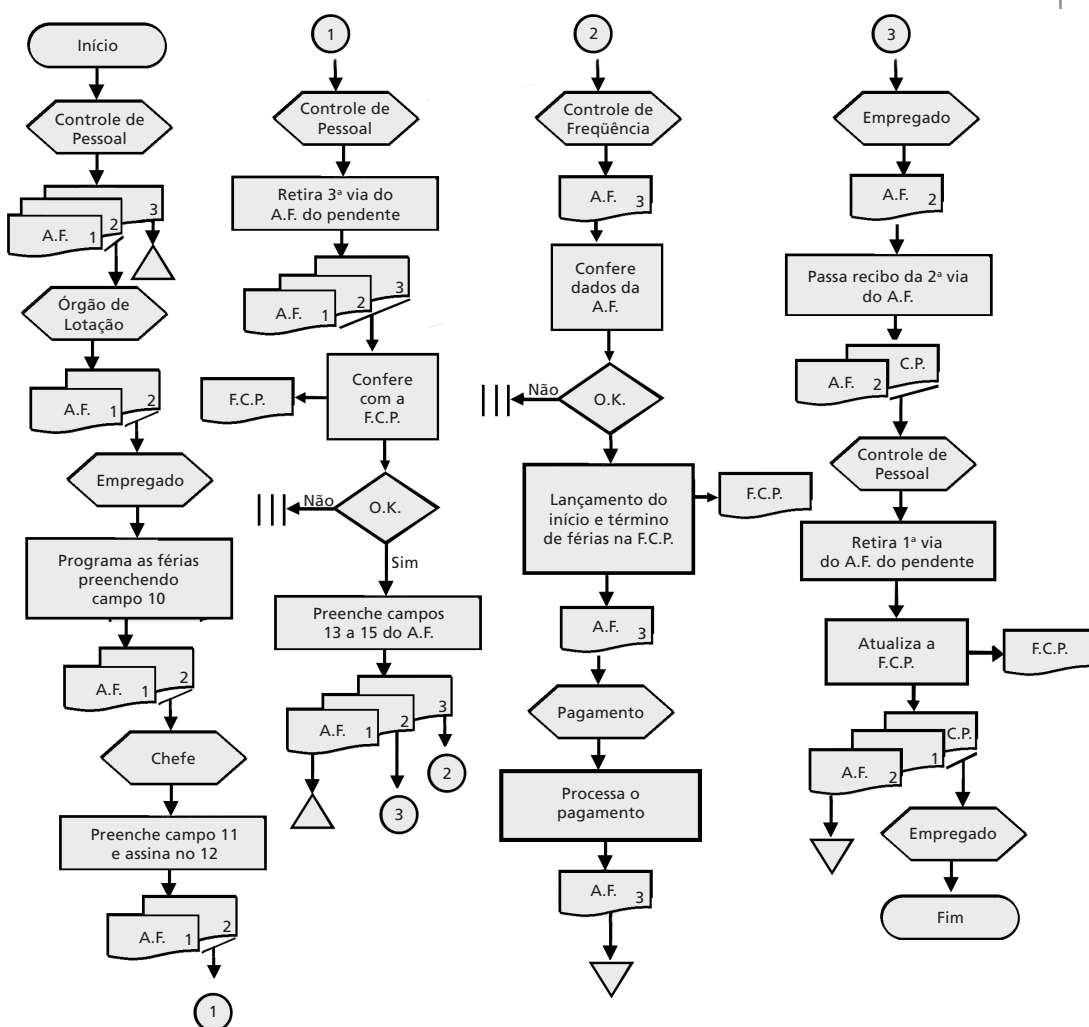 Início
Controle de
Pessoal
3
2
A.F. 1
Órgão de
Lotação
2
A.F. 1
Empregado
Programa as férias
preenchendo
campo 10
2
A.F. 1
Chefe
Preenche campo 11
e assina no 12
2
A.F. 1
1
1
Controle de
Pessoal
Retira 3ª via do
A.F. do pendente
3
2
A.F. 1
F.C.P.
Confere
com a
F.C.P.
Não
O.K.
Sim
Preenche campos
13 a 15 do A.F.
3
2
A.F. 1
2
3
2
Controle de
Freqüência
A.F. 3
Confere
dados da
A.F.
Não
O.K.
Lançamento do
início e término
de férias na F.C.P.
F.C.P.
A.F. 3
Pagamento
Processa o
pagamento
A.F. 3
3
Empregado
A.F. 2
Passa recibo da 2ª via
do A.F.
C.P.
A.F. 2
Controle de
Pessoal
Retira 1ª via
do A.F. do pendente
Atualiza a
F.C.P.
F.C.P.
C.P.
1
A.F. 2
Empregado
Fim